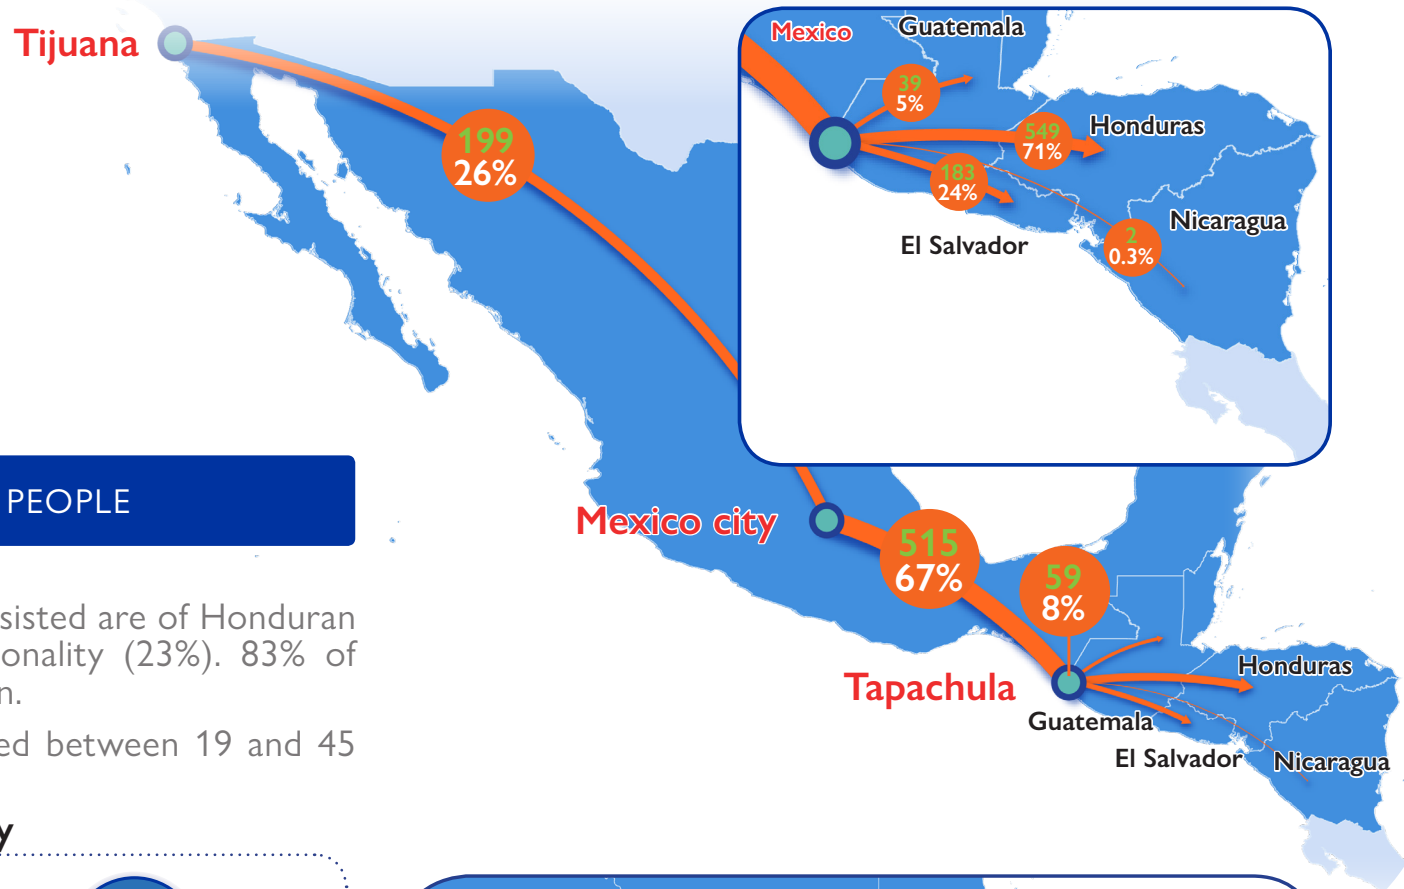 Tijuana
199
26%
Mexico
Guatemala
39
5%
549
71%
Honduras
183
24%
Nicaragua
2
0.3%
El Salvador
PEOPLE
Mexico city
515
67%
59
8%
sisted are of Honduran
onality (23%). 83% of
n.
ed between 19 and 45
y
Tapachula
Honduras
Guatemala
El Salvador
Nicaragua